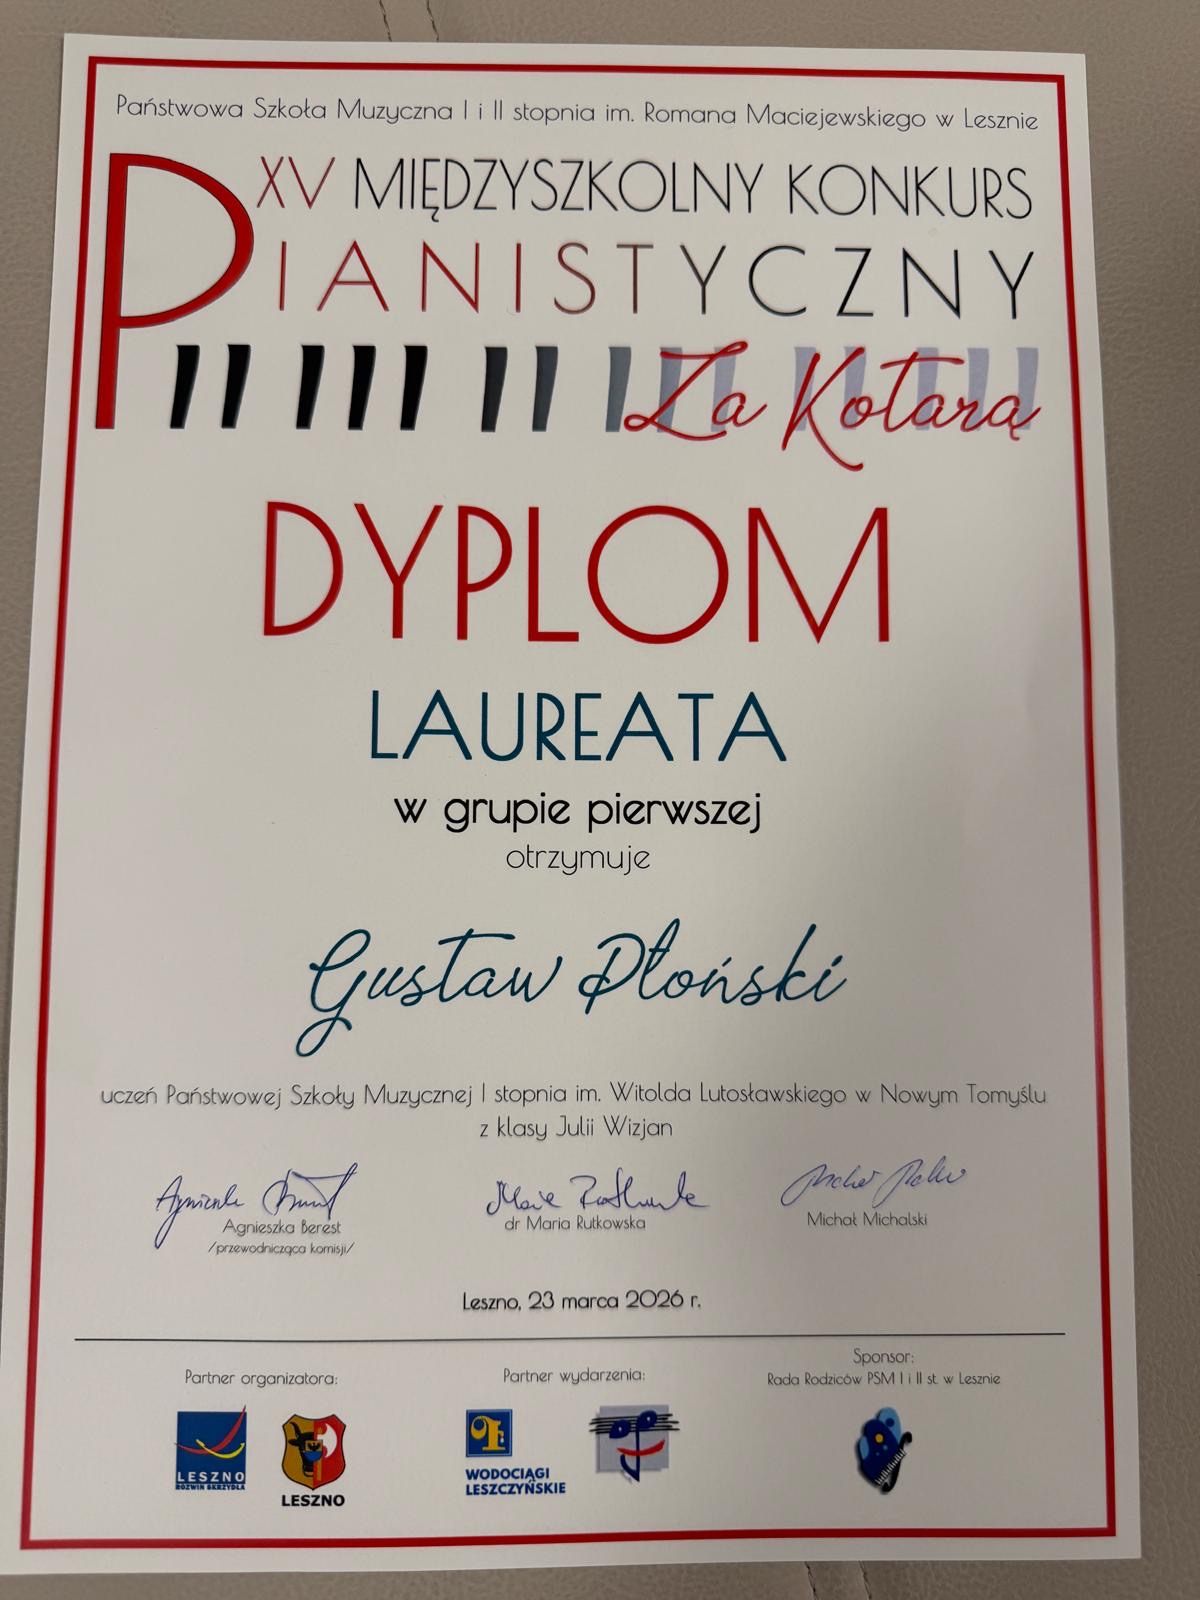 Państwowa Szkoła Muzyczna I i II stopnia im. Romana Maciejewskiego w Lesznie
XV MIĘDZYSZKOLNY KONKURS
PIANISTYCZNY
Za Kotarą
DYPLOM
LAUREATA
w grupie pierwszej
otrzymuje
Gustaw Płoński
uczeń Państwowej Szkoły Muzycznej I stopnia im. Witolda Lutosławskiego w Nowym Tomyślu
z klasy Julii Wizjan
Agnieszka Berest
/przewodnicząca komisji/
dr Maria Rutkowska
Michał Michalski
Leszno, 23 marca 2026 r.
Partner organizatora:
LESZNO
ROZWIŃ SKRZYDŁA
LESZNO
Partner wydarzenia:
WODOCIĄGI
LESZCZYŃSKIE
Sponsor:
Rada Rodziców PSM I i II st. w Lesznie